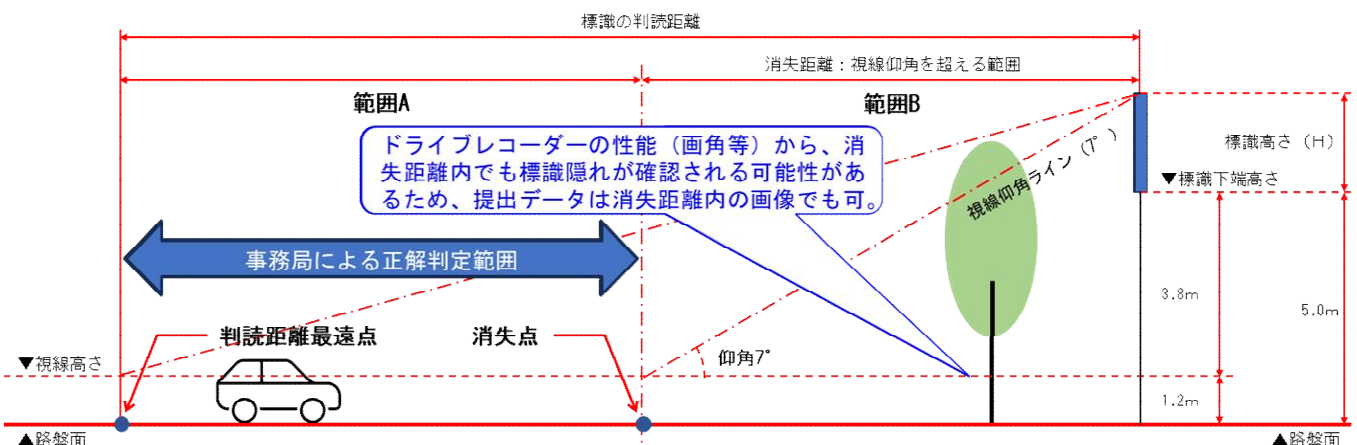 標識の判読距離
消失距離：視線仰角を超える範囲
範囲A
範囲B
ドライブレコーダーの性能（画角等）から、消
失距離内でも標識隠れが確認される可能性があ
るため、提出データは消失距離内の画像でも可。
視線仰角ライン（7°）
標識高さ（H）
▼標識下端高さ
事務局による正解判定範囲
3.8m
5.0m
判読距離最遠点
消失点
▼視線高さ
仰角7°
1.2m
▲路盤面
▲路盤面